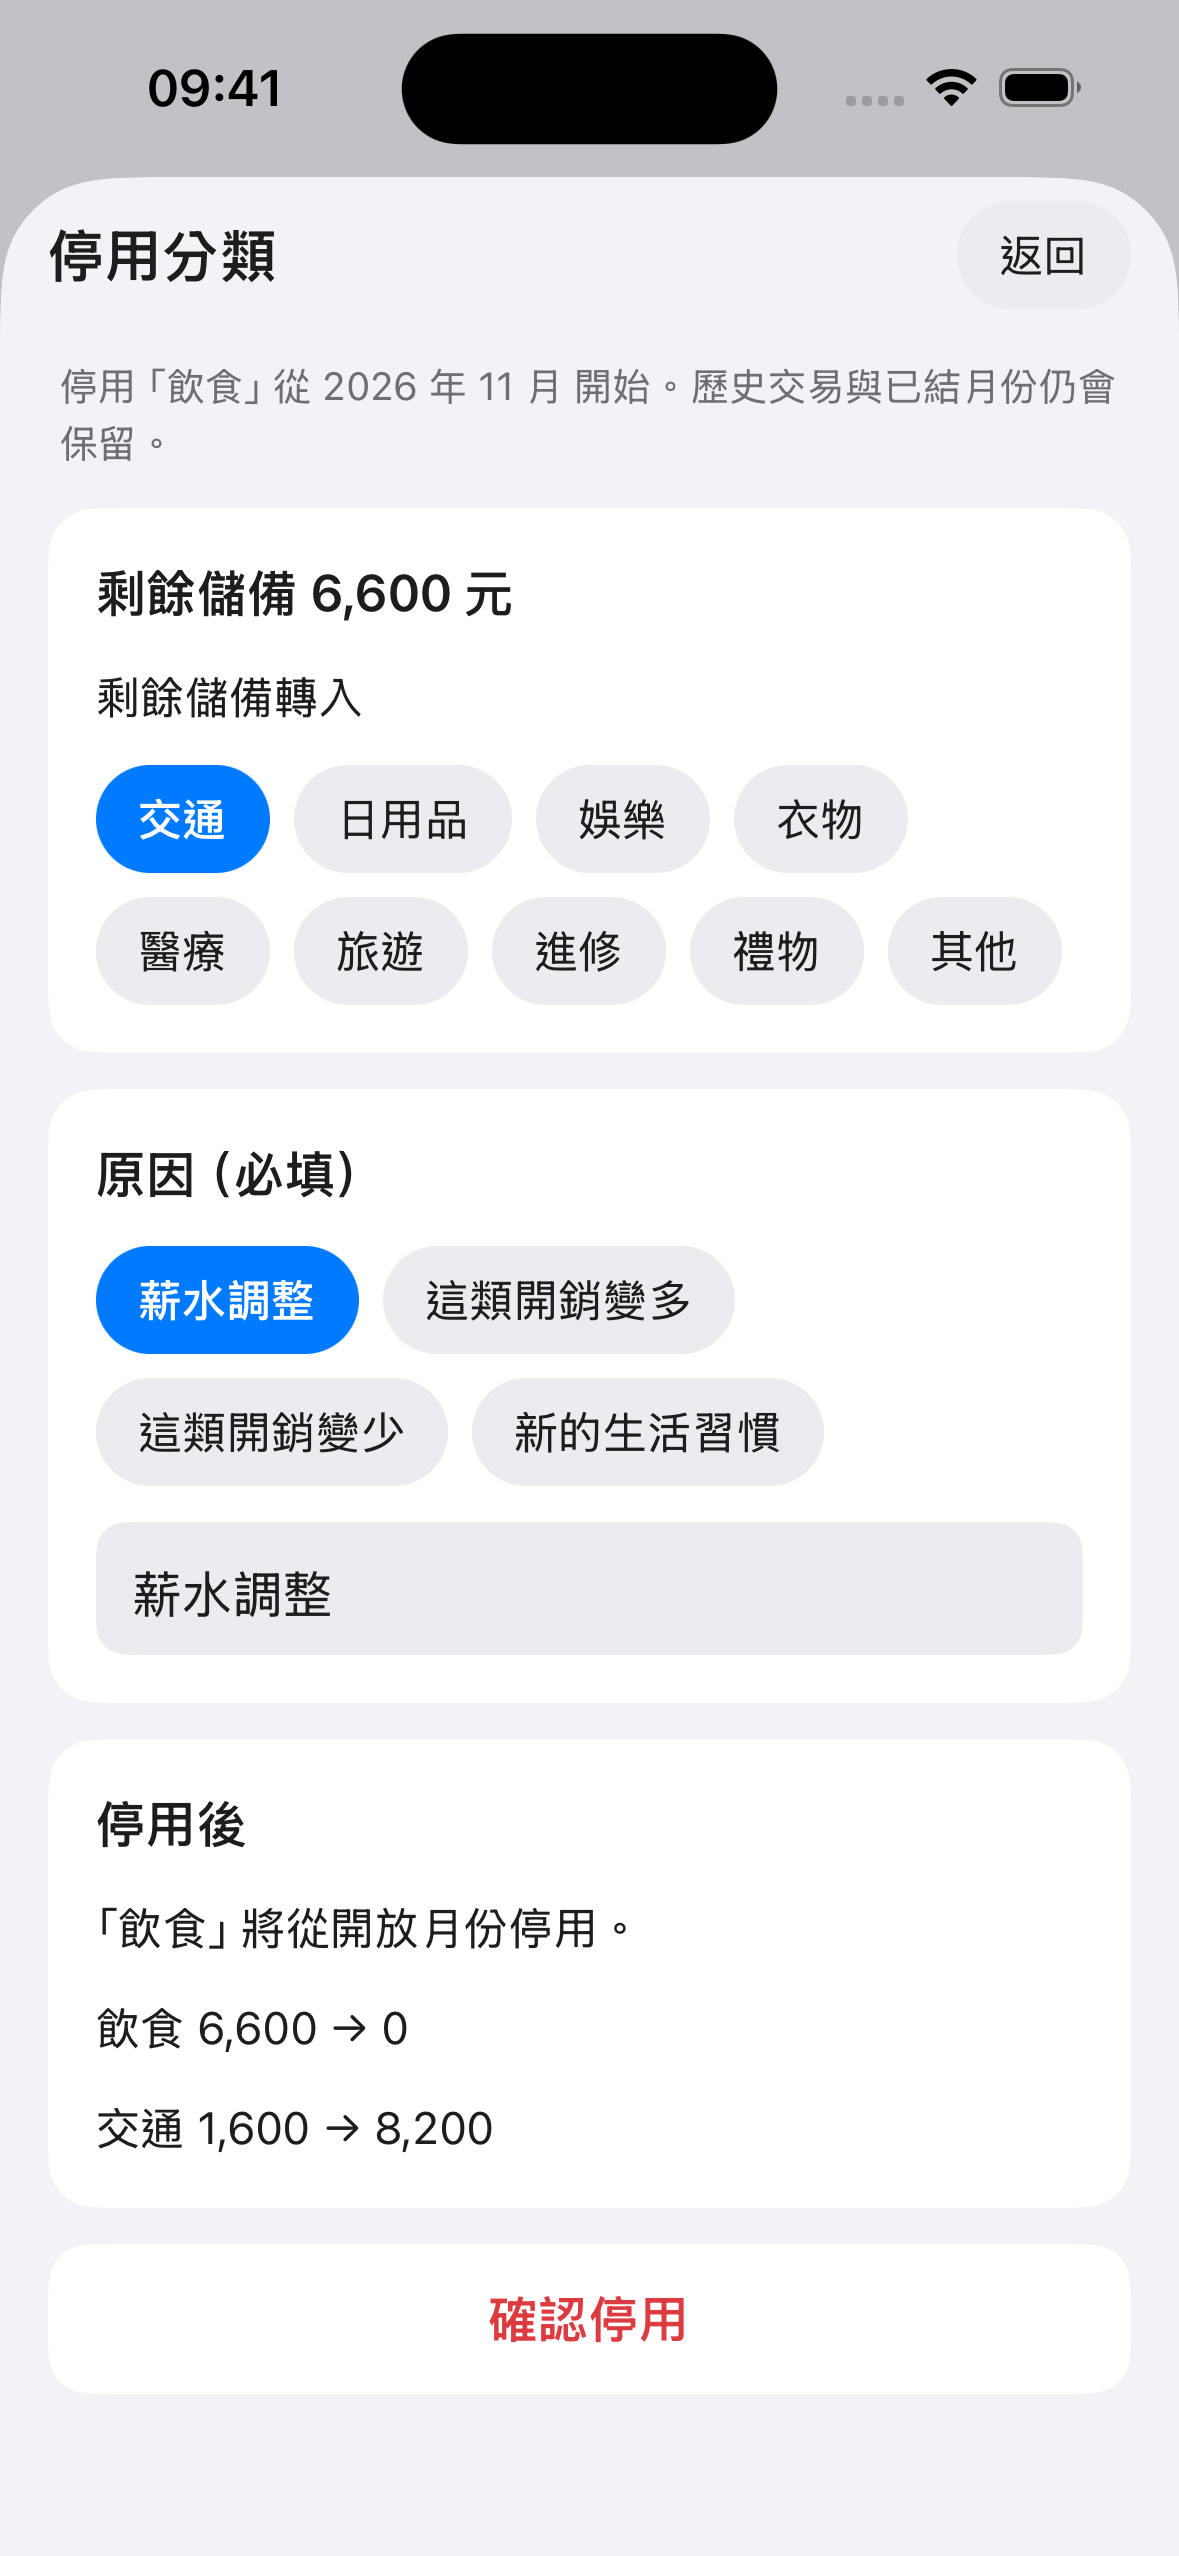 09:41
停用分類
返回
停用「飲食」從 2026 年 11 月 開始。歷史交易與已結月份仍會
保留。
剩餘儲備 6,600 元
剩餘儲備轉入
交通 日用品 娛樂 衣物
醫療 旅遊 進修 禮物 其他
原因（必填）
薪水調整 這類開銷變多
這類開銷變少 新的生活習慣
薪水調整
停用後
「飲食」將從開放月份停用。
飲食 6,600 → 0
交通 1,600 → 8,200
確認停用